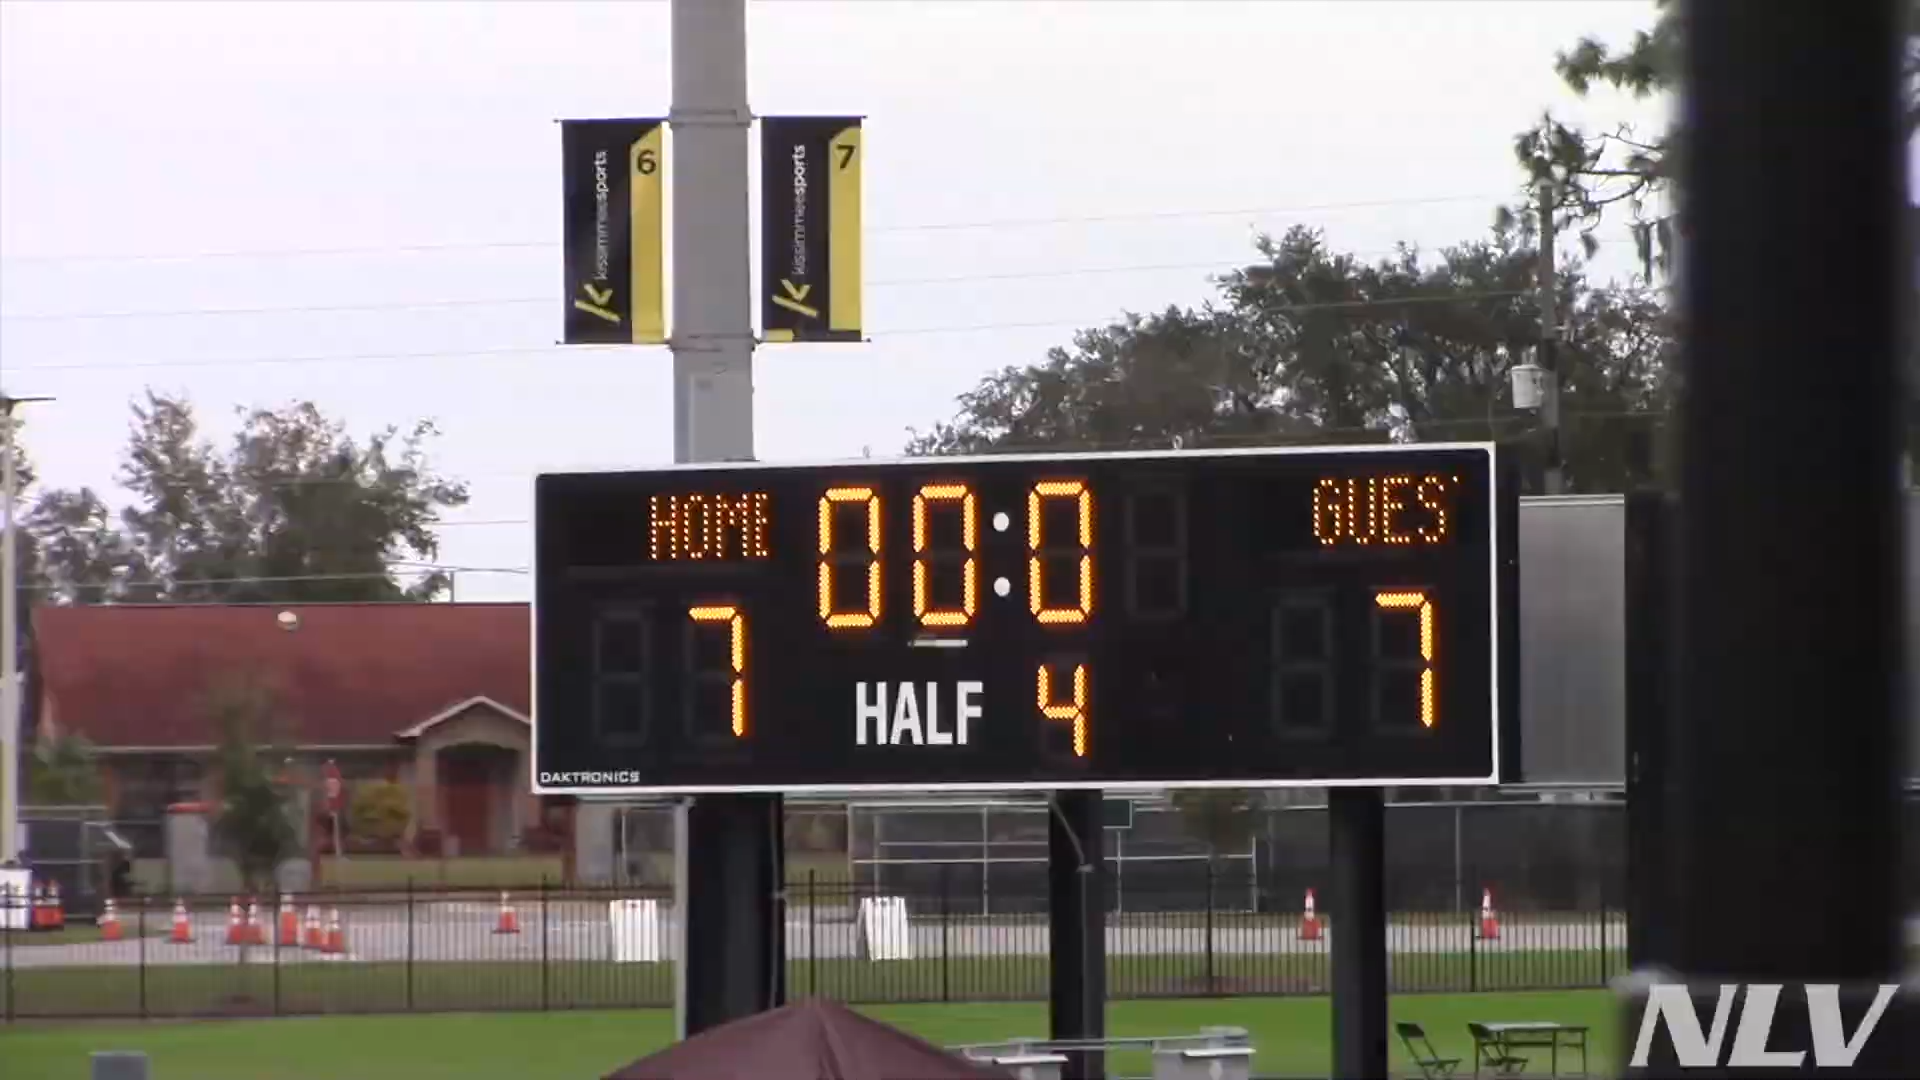 6
kissimmeesports
7
kissimmeesports
HOME
00:0
GUES
7
HALF 4
7
DAKTRONICS
NLV